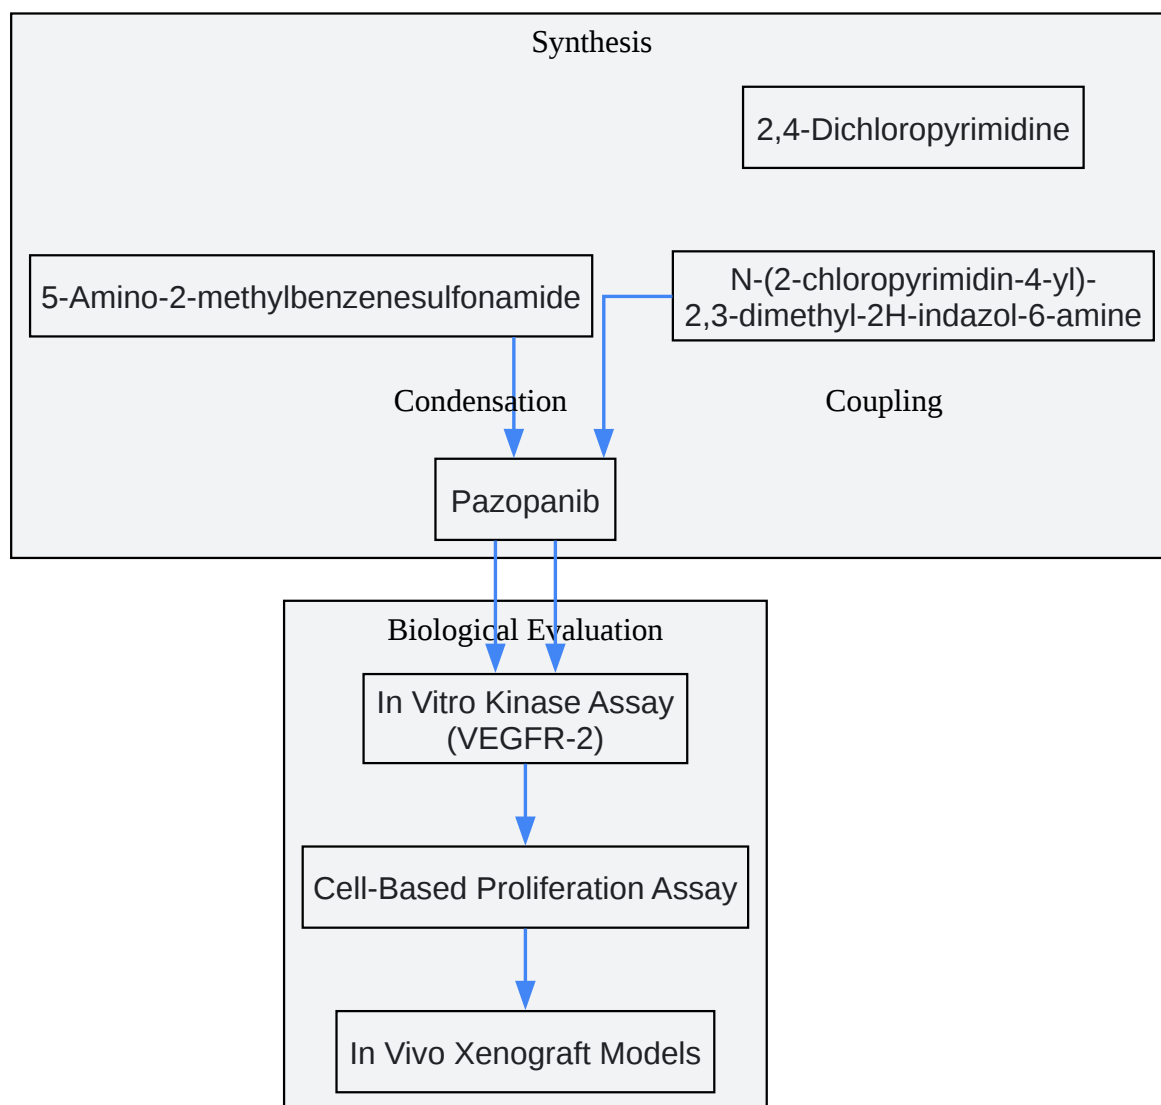 Synthesis
2,4-Dichloropyrimidine
5-Amino-2-methylbenzenesulfonamide
N-(2-chloropyrimidin-4-yl)-
2,3-dimethyl-2H-indazol-6-amine
Condensation
Coupling
Pazopanib
Biological Evaluation
In Vitro Kinase Assay
(VEGFR-2)
Cell-Based Proliferation Assay
In Vivo Xenograft Models